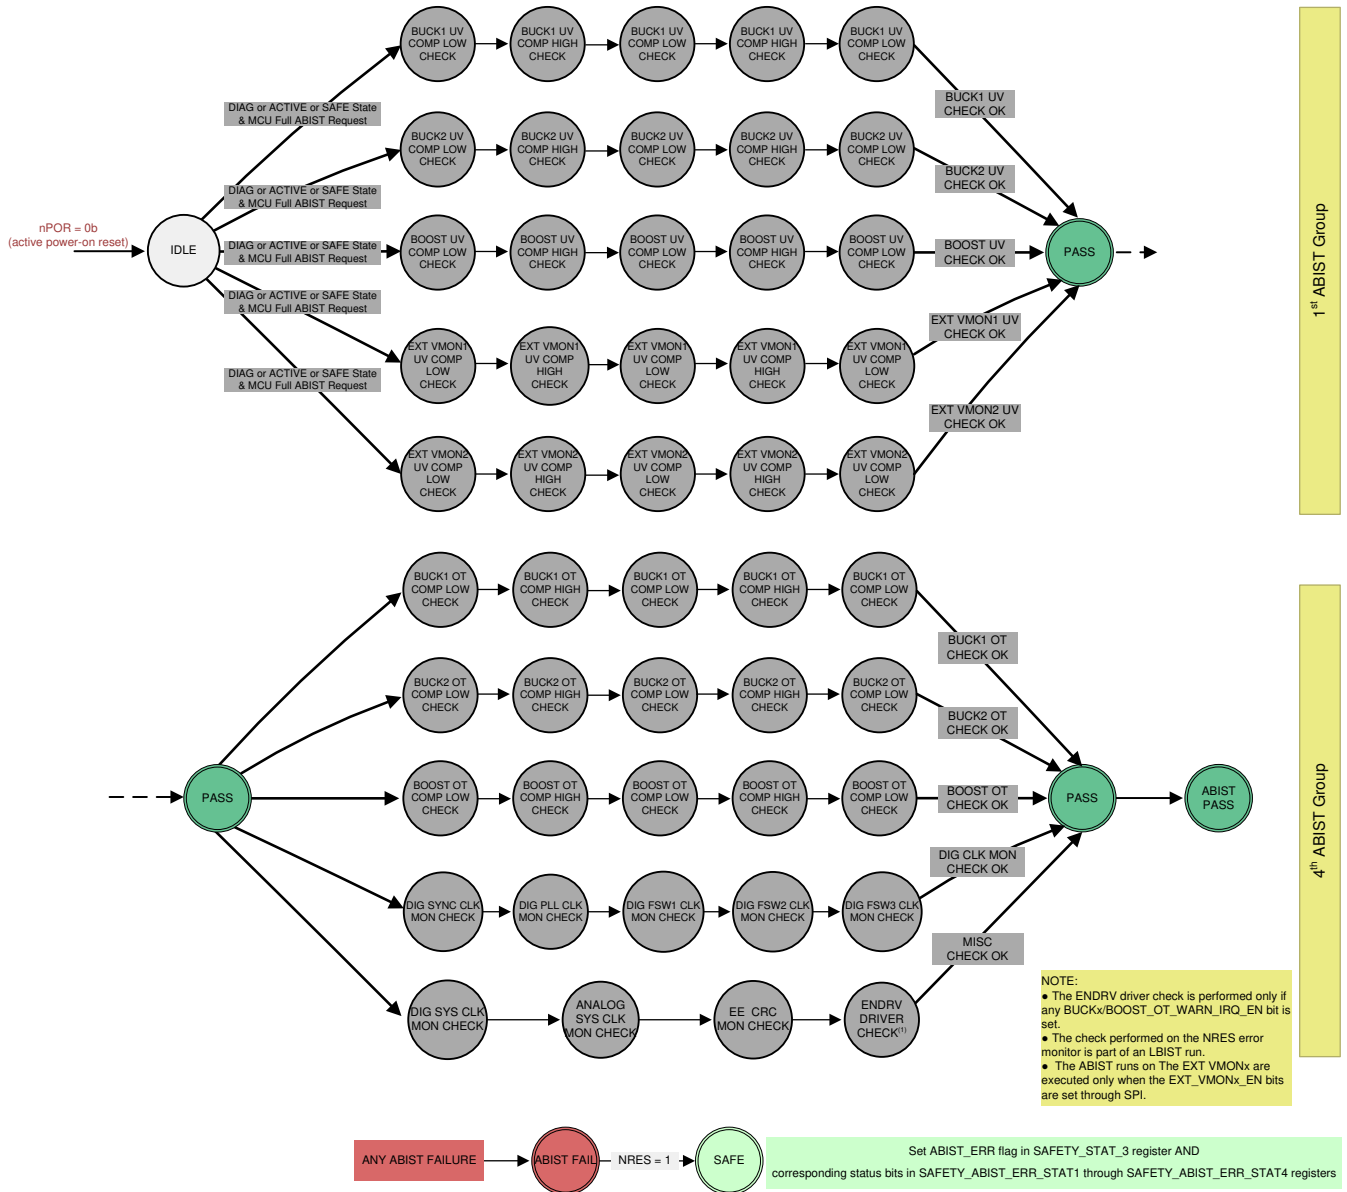 BUCK1 UV
COMP LOW
CHECK
BUCK1 UV
COMP HIGH
CHECK
BUCK1 UV
COMP LOW
CHECK
BUCK1 UV
COMP HIGH
CHECK
BUCK1 UV
COMP LOW
CHECK
DIAG or ACTIVE or SAFE State
& MCU Full ABIST Request
BUCK1 UV
CHECK OK
BUCK2 UV
COMP LOW
CHECK
BUCK2 UV
COMP HIGH
CHECK
BUCK2 UV
COMP LOW
CHECK
BUCK2 UV
COMP HIGH
CHECK
BUCK2 UV
COMP LOW
CHECK
DIAG or ACTIVE or SAFE State
& MCU Full ABIST Request
BUCK2 UV
CHECK OK
nPOR = 0b
(active power-on reset)
IDLE
DIAG or ACTIVE or SAFE State
& MCU Full ABIST Request
BOOST UV
COMP LOW
CHECK
BOOST UV
COMP HIGH
CHECK
BOOST UV
COMP LOW
CHECK
BOOST UV
COMP HIGH
CHECK
BOOST UV
COMP LOW
CHECK
BOOST UV
CHECK OK
PASS
1st ABIST Group
DIAG or ACTIVE or SAFE State
& MCU Full ABIST Request
EXT VMON1
UV COMP
LOW
CHECK
EXT VMON1
UV COMP
HIGH
CHECK
EXT VMON1
UV COMP
LOW
CHECK
EXT VMON1
UV COMP
HIGH
CHECK
EXT VMON1
UV COMP
LOW
CHECK
EXT VMON1 UV
CHECK OK
DIAG or ACTIVE or SAFE State
& MCU Full ABIST Request
EXT VMON2
UV COMP
LOW
CHECK
EXT VMON2
UV COMP
HIGH
CHECK
EXT VMON2
UV COMP
LOW
CHECK
EXT VMON2
UV COMP
HIGH
CHECK
EXT VMON2
UV COMP
LOW
CHECK
EXT VMON2 UV
CHECK OK
BUCK1 OT
COMP LOW
CHECK
BUCK1 OT
COMP HIGH
CHECK
BUCK1 OT
COMP LOW
CHECK
BUCK1 OT
COMP HIGH
CHECK
BUCK1 OT
COMP LOW
CHECK
BUCK1 OT
CHECK OK
BUCK2 OT
COMP LOW
CHECK
BUCK2 OT
COMP HIGH
CHECK
BUCK2 OT
COMP LOW
CHECK
BUCK2 OT
COMP HIGH
CHECK
BUCK2 OT
COMP LOW
CHECK
BUCK2 OT
CHECK OK
PASS
BOOST OT
COMP LOW
CHECK
BOOST OT
COMP HIGH
CHECK
BOOST OT
COMP LOW
CHECK
BOOST OT
COMP HIGH
CHECK
BOOST OT
COMP LOW
CHECK
BOOST OT
CHECK OK
PASS
ABIST
PASS
4th ABIST Group
DIG SYNC CLK
MON CHECK
DIG PLL CLK
MON CHECK
DIG FSW1 CLK
MON CHECK
DIG FSW2 CLK
MON CHECK
DIG FSW3 CLK
MON CHECK
DIG CLK MON
CHECK OK
DIG SYS CLK
MON CHECK
ANALOG
SYS CLK
MON CHECK
EE CRC
MON CHECK
ENDRV
DRIVER
CHECK(1)
MISC
CHECK OK
NOTE:
● The ENDRV driver check is performed only if
any BUCKx/BOOST_OT_WARN_IRQ_EN bit is
set.
● The check performed on the NRES error
monitor is part of an LBIST run.
● The ABIST runs on The EXT VMONx are
executed only when the EXT_VMONx_EN bits
are set through SPI.
ANY ABIST FAILURE
ABIST FAIL
NRES = 1
SAFE
Set ABIST_ERR flag in SAFETY_STAT_3 register AND
corresponding status bits in SAFETY_ABIST_ERR_STAT1 through SAFETY_ABIST_ERR_STAT4 registers